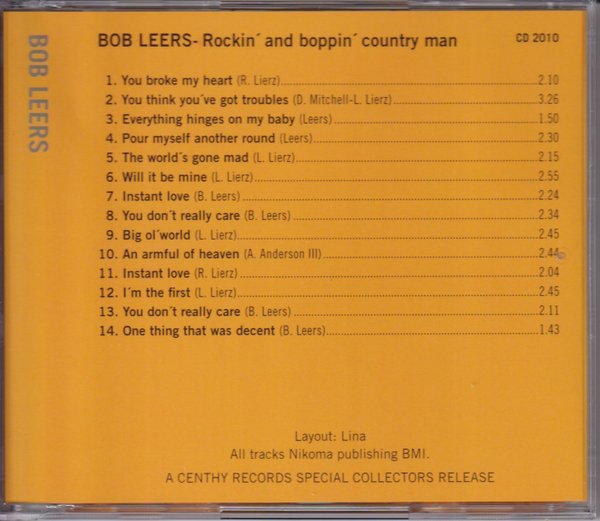 BOB LEERS
BOB LEERS- Rockin´ and boppin´ country man CD 2010
1. You broke my heart (R. Lierz)........2.10
2. You think you´ve got troubles (D. Mitchell-L. Lierz)........3.26
3. Everything hinges on my baby (Leers)........1.50
4. Pour myself another round (Leers)........2.30
5. The world´s gone mad (L. Lierz)........2.15
6. Will it be mine (L. Lierz)........2.55
7. Instant love (B. Leers)........2.24
8. You don´t really care (B. Leers)........2.34
9. Big ol´world (L. Lierz)........2.45
10. An armful of heaven (A. Anderson III)........2.44
11. Instant love (R. Lierz)........2.04
12. I´m the first (L. Lierz)........2.45
13. You don´t really care (B. Leers)........2.11
14. One thing that was decent (B. Leers)........1.43
Layout: Lina
All tracks Nikoma publishing BMI.
A CENTHY RECORDS SPECIAL COLLECTORS RELEASE